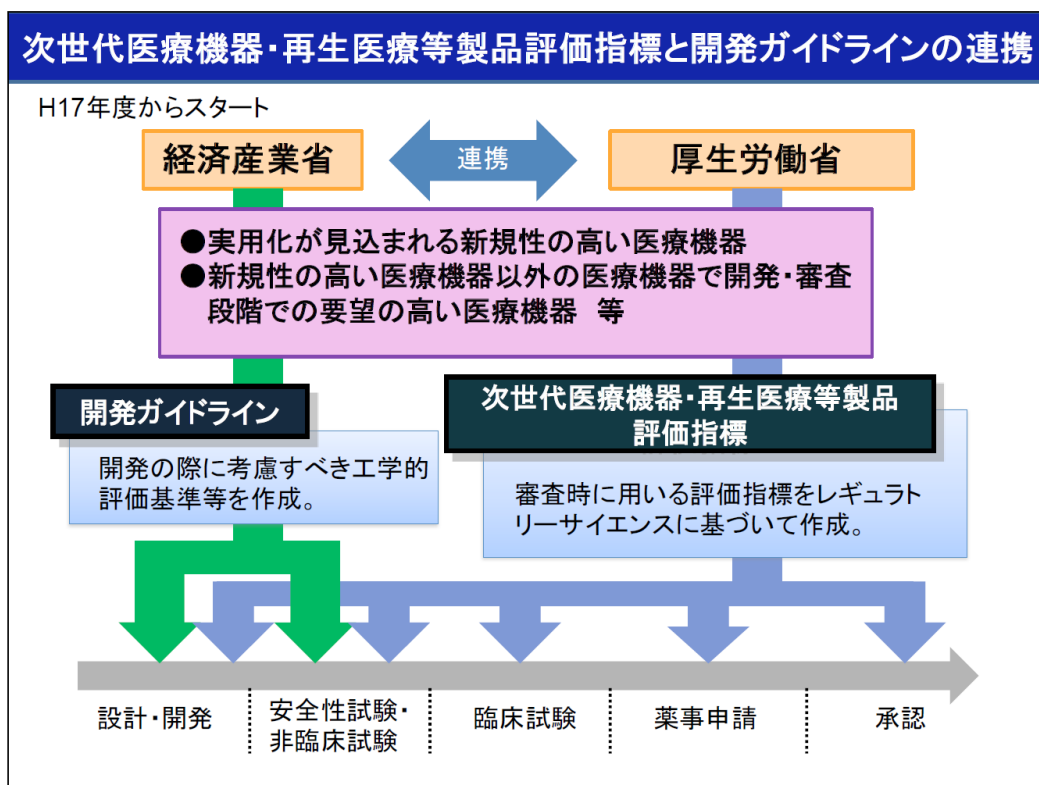 次世代医療機器・再生医療等製品評価指標と開発ガイドラインの連携
H17年度からスタート
経済産業省
連携
厚生労働省
●実用化が見込まれる新規性の高い医療機器
●新規性の高い医療機器以外の医療機器で開発・審査
段階での要望の高い医療機器 等
開発ガイドライン
開発の際に考慮すべき工学的
評価基準等を作成。
次世代医療機器・再生医療等製品
評価指標
審査時に用いる評価指標をレギュラト
リーサイエンスに基づいて作成。
設計・開発
安全性試験・
非臨床試験
臨床試験
薬事申請
承認